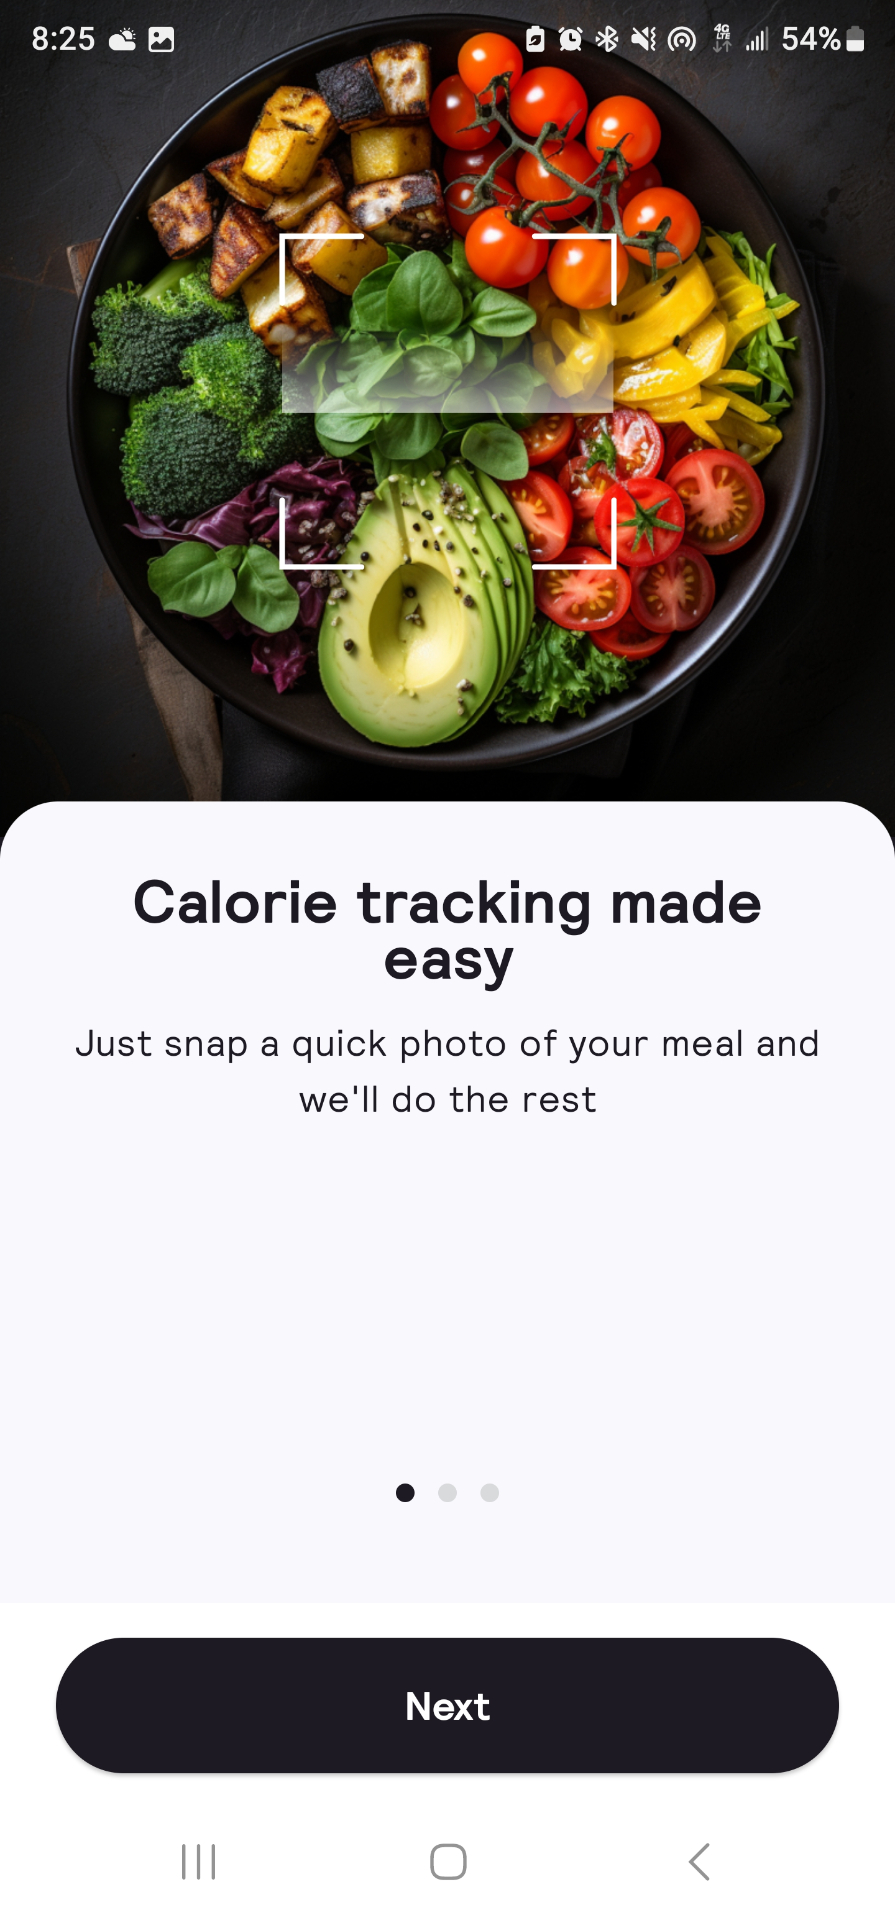 8:25 4G LTE 54%
Calorie tracking made
easy
Just snap a quick photo of your meal and
we'll do the rest
Next